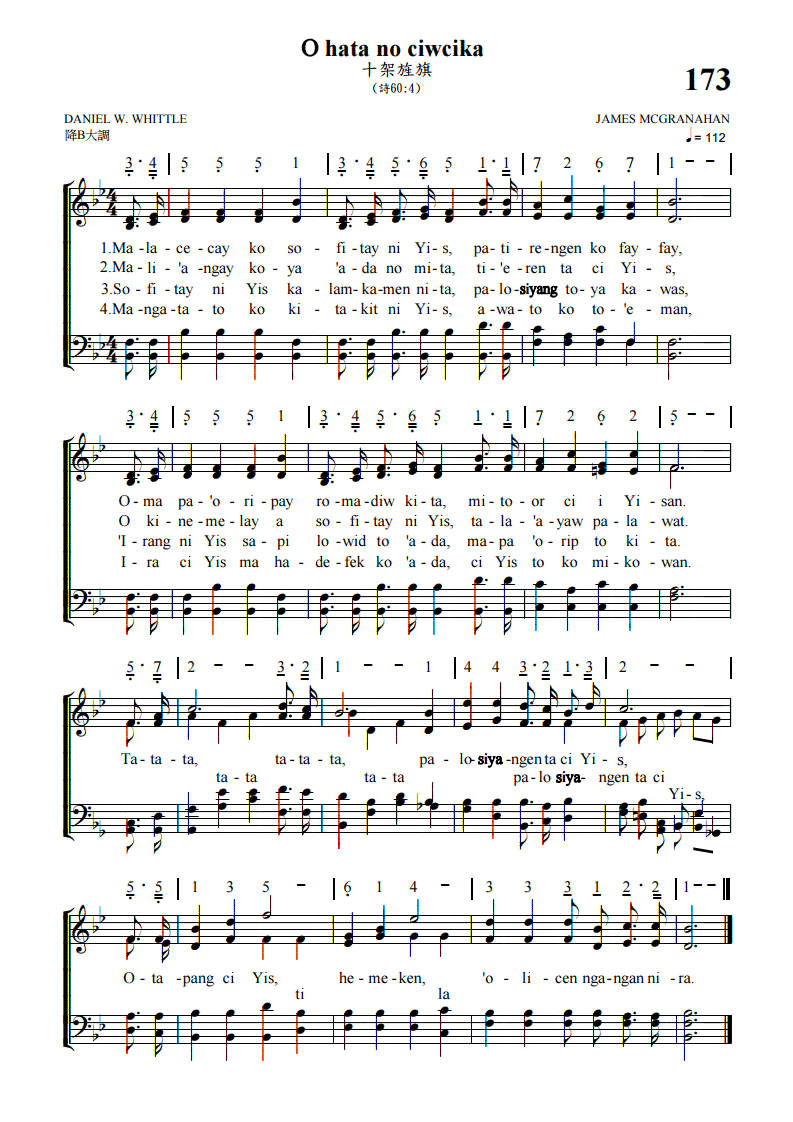 O hata no ciwcika
十架旌旗
(詩60:4)
173
DANIEL W. WHITTLE
JAMES MCGRANAHAN
降B大調
♩ = 112
3 · 4 | 5 5 5 1 | 3 · 4 5 · 6 5 1 · 1 | 7 2 6 7 | 1 – – |
1.Ma-la-ce-cay ko so-fi-tay ni Yis, pa-ti-re-ngen ko fay-fay,
2.Ma-li-'a-ngay ko-ya 'a-da no mi-ta, ti-'e-ren ta ci Yi-s,
3.So-fi-tay ni Yis ka-lam-ka-men ni-ta, pa-lo-siyang to-ya ka-was,
4.Ma-nga-ta-to ko ki-ta-kit ni Yi-s, a-wa-to ko to-'e-man,
3 · 4 | 5 5 5 1 | 3 · 4 5 · 6 5 1 · 1 | 7 2 6 2 | 5 – – |
O-ma pa-'o-ri-pay ro-ma-diw ki-ta, mi-to-or ci i Yi-san.
O ki-ne-me-lay a so-fi-tay ni Yis, ta-la-'a-yaw pa-la-wat.
'I-rang ni Yis sa-pi lo-wid to 'a-da, ma-pa 'o-rip to ki-ta.
I-ra ci Yis ma ha-de-fek ko 'a-da, ci Yis to ko mi-ko-wan.
5 · 7 | 2 – – 3 · 2 | 1 – – 1 | 4 4 3 · 2 1 · 3 | 2 – – |
Ta-ta-ta, ta-ta-ta, pa-lo-siya-ngen ta ci Yi-s,
ta-ta ta-ta pa-lo siya-ngen ta ci
Yi-s,
5 · 5 | 1 3 5 – | 6 1 4 – | 3 3 3 1 2 · 2 | 1 – –
O-ta-pang ci Yis, he-me-ken, 'o-li-cen nga-ngan ni-ra.
ti la